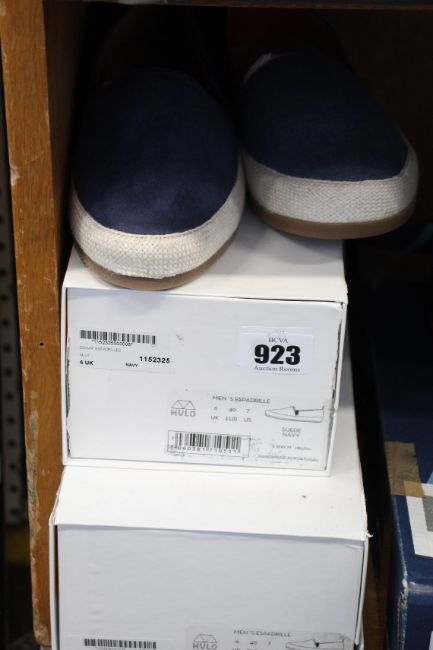 *1152325000028*
1152325
6 UK NAVY
BCVA
923
Auction Rooms
MULO
MEN'S ESPADRILLE
6 40 7
UK EUR US
SUEDE
NAVY
MULO
MEN'S ESPADRILLE
6 40 7